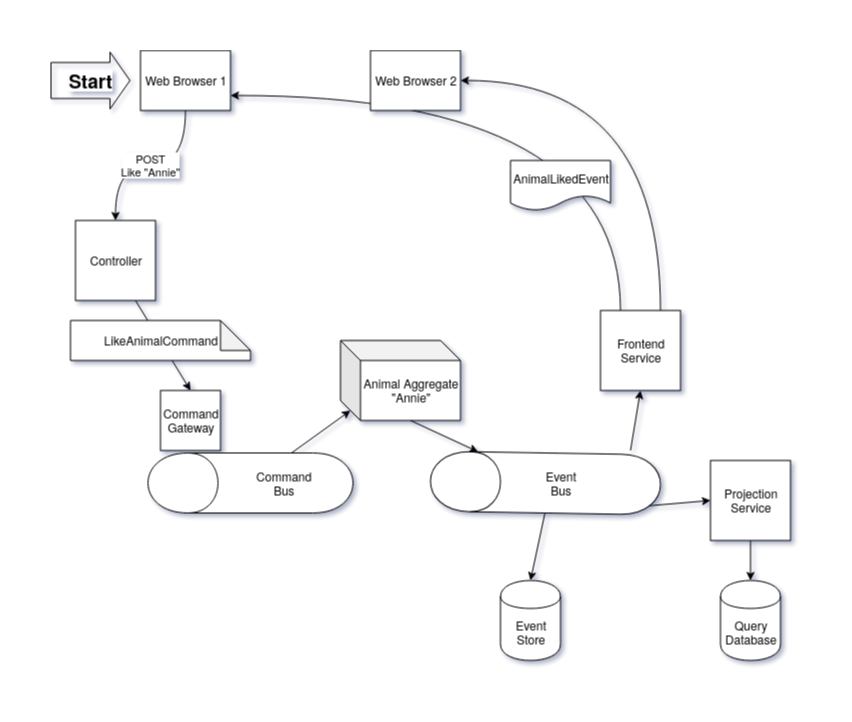 Start
Web Browser 1
Web Browser 2
POST
Like "Annie"
AnimalLikedEvent
Controller
LikeAnimalCommand
Frontend
Service
Animal Aggregate
"Annie"
Command
Gateway
Command
Bus
Event
Bus
Projection
Service
Event
Store
Query
Database